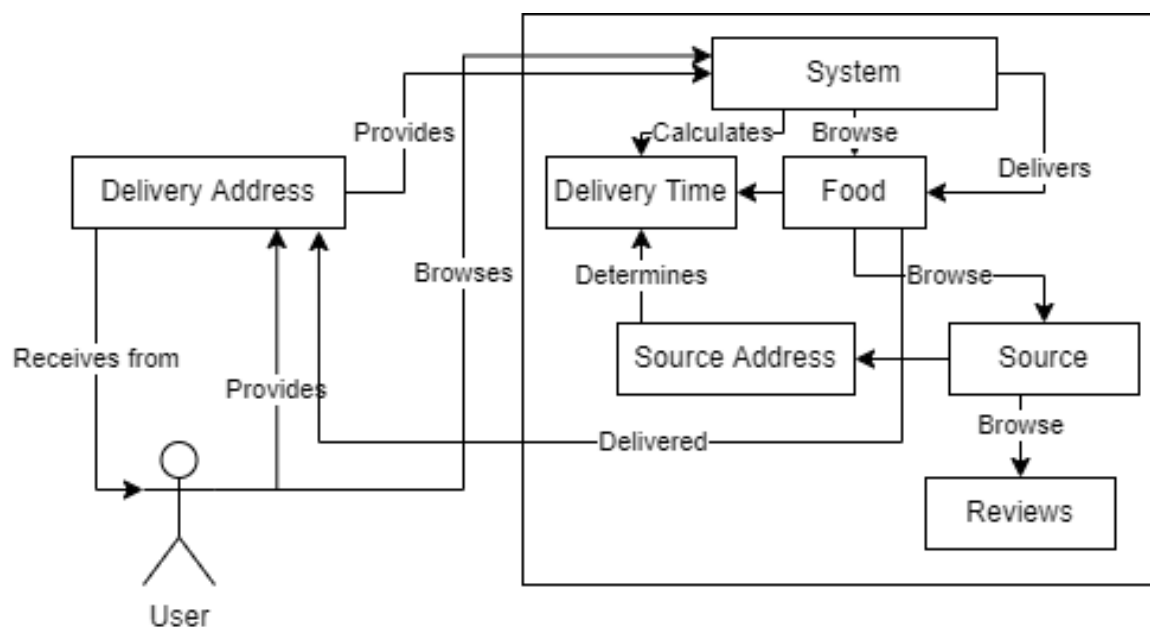 System
Provides
Calculates
Browse
Delivers
Delivery Address
Delivery Time
Food
Browses
Determines
Browse
Receives from
Source Address
Source
Provides
Delivered
Browse
Reviews
User